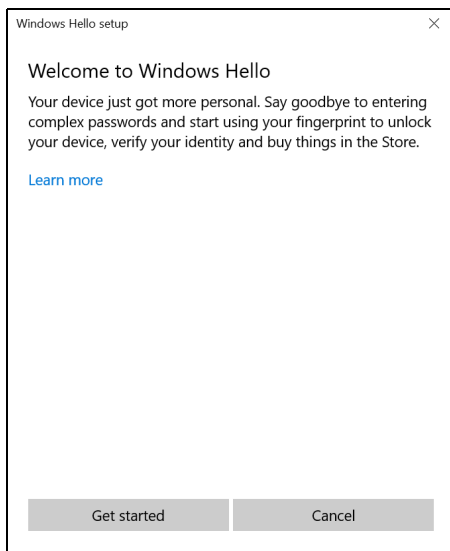 Windows Hello setup
Welcome to Windows Hello
Your device just got more personal. Say goodbye to entering
complex passwords and start using your fingerprint to unlock
your device, verify your identity and buy things in the Store.
Learn more
Get started
Cancel